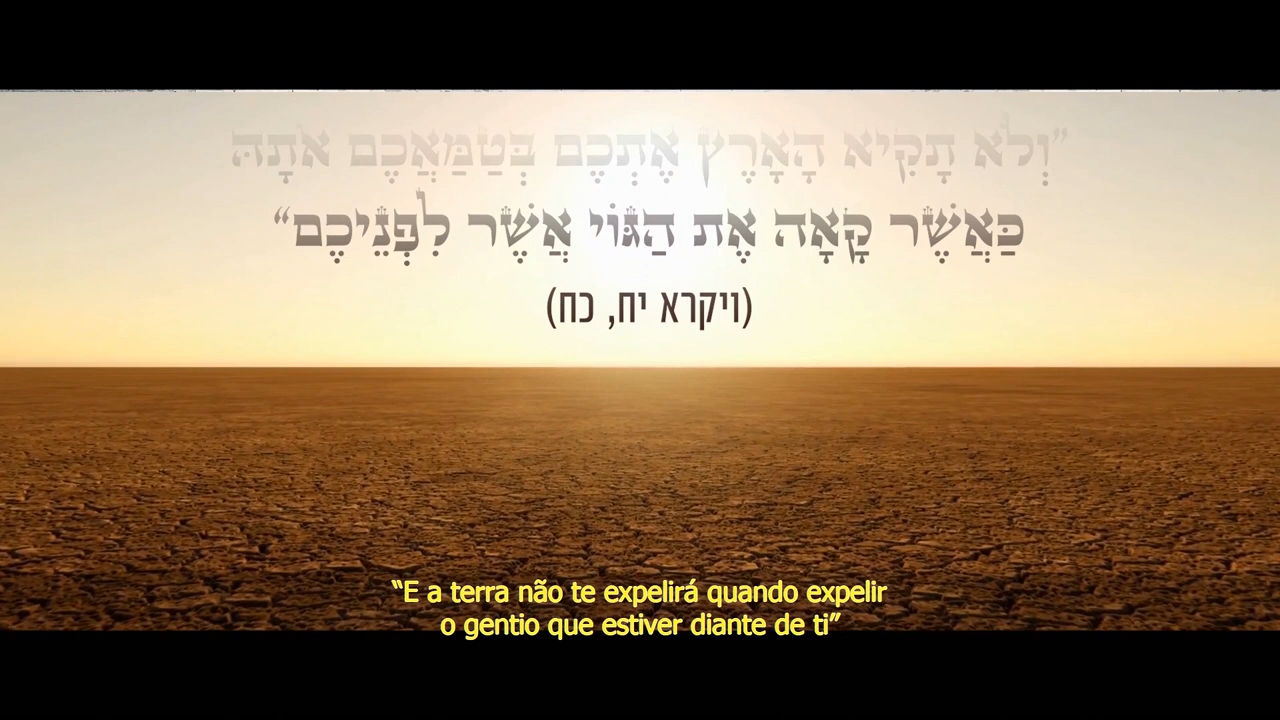 ”וְלֹא תָקִיא הָאָרֶץ אֶתְכֶם בְּטַמַּאֲכֶם אֹתָהּ
כַּאֲשֶׁר קָאָה אֶת הַגּוֹי אֲשֶׁר לִפְנֵיכֶם“
(ויקרא יח, כח)
“E a terra não te expelirá quando expelir
o gentio que estiver diante de ti”